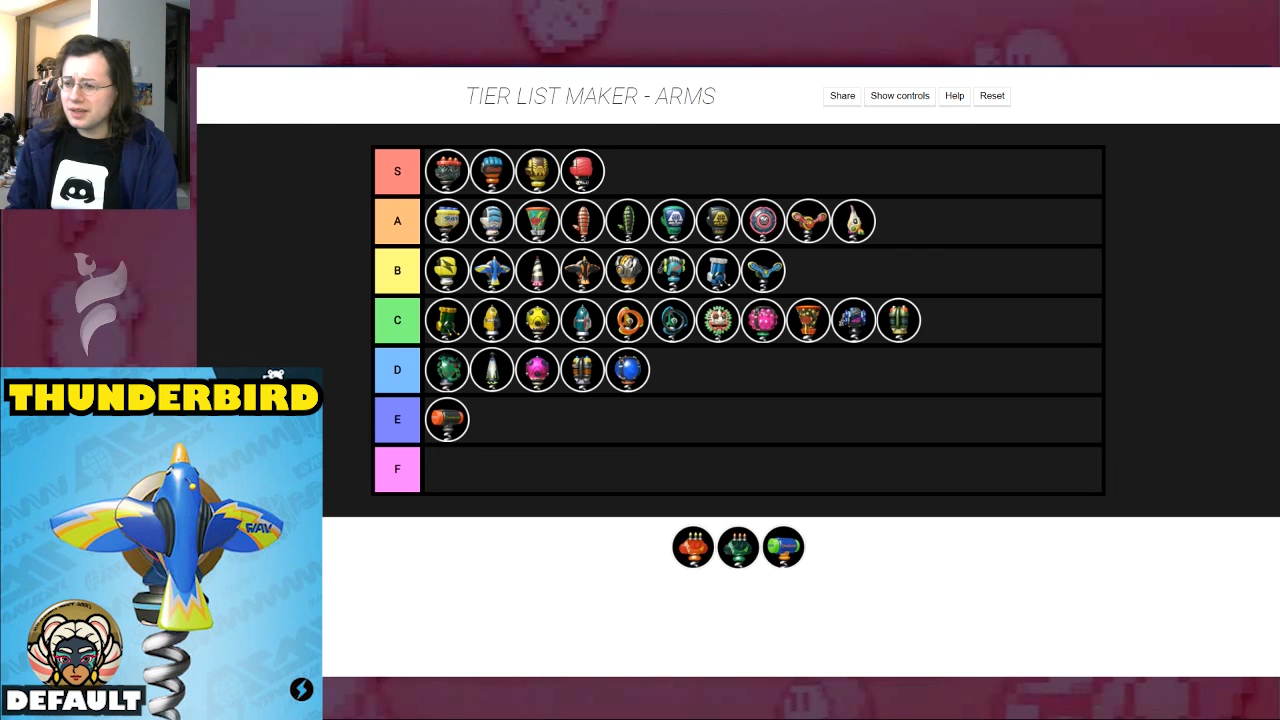 TIER LIST MAKER - ARMS
Share
Show controls
Help
Reset
S
A
B
C
D
E
F
THUNDERBIRD
DEFAULT